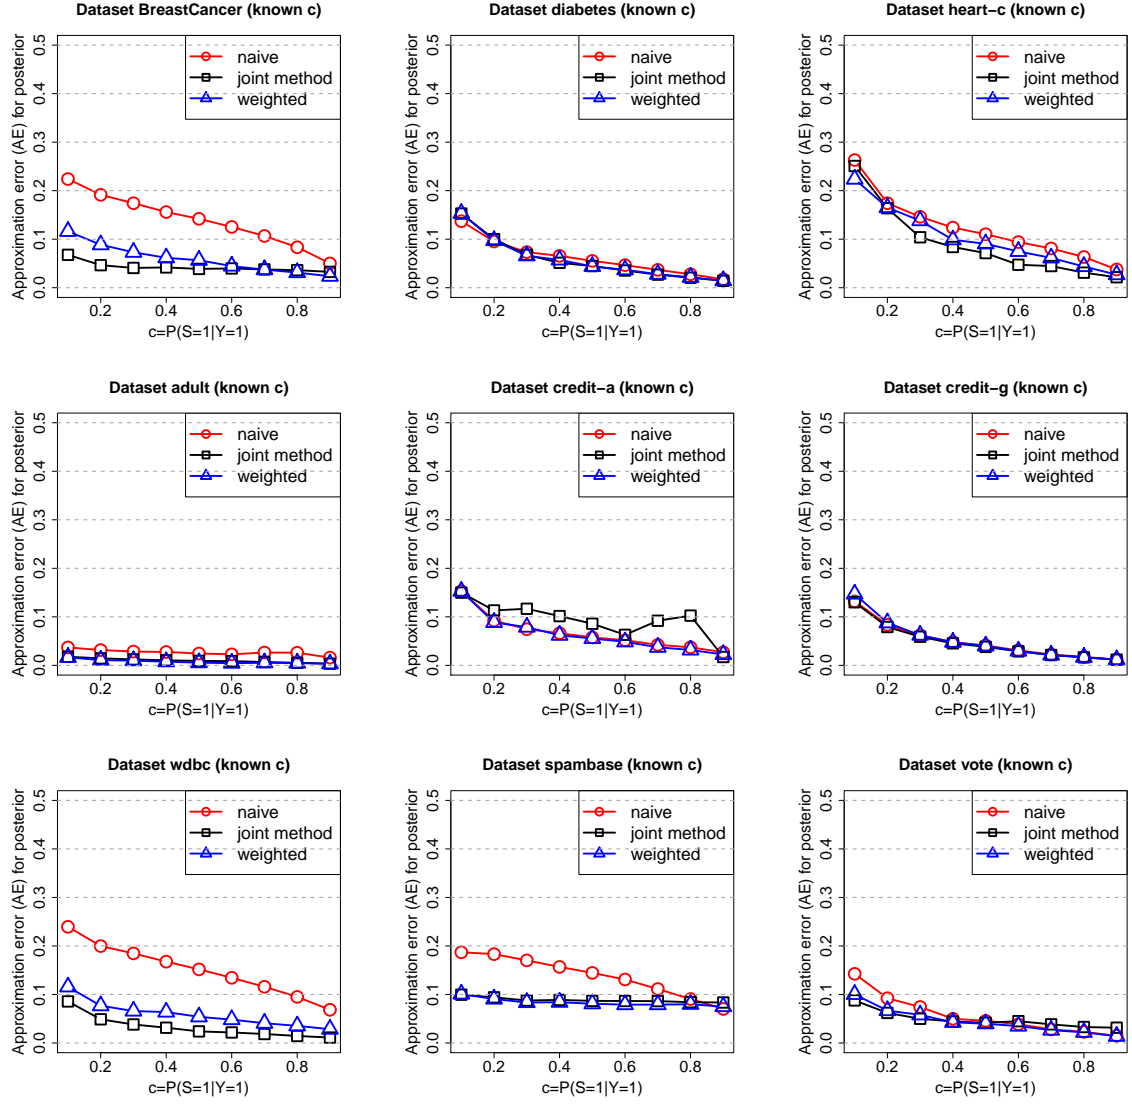 Dataset BreastCancer (known c)
Approximation error (AE) for posterior
0.0 0.1 0.2 0.3 0.4 0.5
naive
joint method
weighted
0.2 0.4 0.6 0.8
c=P(S=1|Y=1)
Dataset diabetes (known c)
Approximation error (AE) for posterior
0.0 0.1 0.2 0.3 0.4 0.5
naive
joint method
weighted
0.2 0.4 0.6 0.8
c=P(S=1|Y=1)
Dataset heart−c (known c)
Approximation error (AE) for posterior
0.0 0.1 0.2 0.3 0.4 0.5
naive
joint method
weighted
0.2 0.4 0.6 0.8
c=P(S=1|Y=1)
Dataset adult (known c)
Approximation error (AE) for posterior
0.0 0.1 0.2 0.3 0.4 0.5
naive
joint method
weighted
0.2 0.4 0.6 0.8
c=P(S=1|Y=1)
Dataset credit−a (known c)
Approximation error (AE) for posterior
0.0 0.1 0.2 0.3 0.4 0.5
naive
joint method
weighted
0.2 0.4 0.6 0.8
c=P(S=1|Y=1)
Dataset credit−g (known c)
Approximation error (AE) for posterior
0.0 0.1 0.2 0.3 0.4 0.5
naive
joint method
weighted
0.2 0.4 0.6 0.8
c=P(S=1|Y=1)
Dataset wdbc (known c)
Approximation error (AE) for posterior
0.0 0.1 0.2 0.3 0.4 0.5
naive
joint method
weighted
0.2 0.4 0.6 0.8
c=P(S=1|Y=1)
Dataset spambase (known c)
Approximation error (AE) for posterior
0.0 0.1 0.2 0.3 0.4 0.5
naive
joint method
weighted
0.2 0.4 0.6 0.8
c=P(S=1|Y=1)
Dataset vote (known c)
Approximation error (AE) for posterior
0.0 0.1 0.2 0.3 0.4 0.5
naive
joint method
weighted
0.2 0.4 0.6 0.8
c=P(S=1|Y=1)